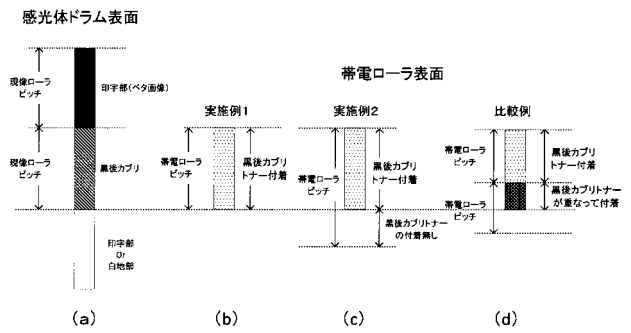 感光体ドラム表面
帯電ローラ表面
現像ローラ
ピッチ
印字部(ベタ画像)
現像ローラ
ピッチ
黒後カブリ
印字部
Or
白地部
(a)
実施例1
帯電ローラ
ピッチ
黒後カブリ
トナー付着
(b)
実施例2
帯電ローラ
ピッチ
黒後カブリ
トナー付着
黒後カブリトナー
の付着無し
(c)
比較例
帯電ローラ
ピッチ
黒後カブリ
トナー付着
帯電ローラ
ピッチ
黒後カブリトナー
が重なって付着
(d)